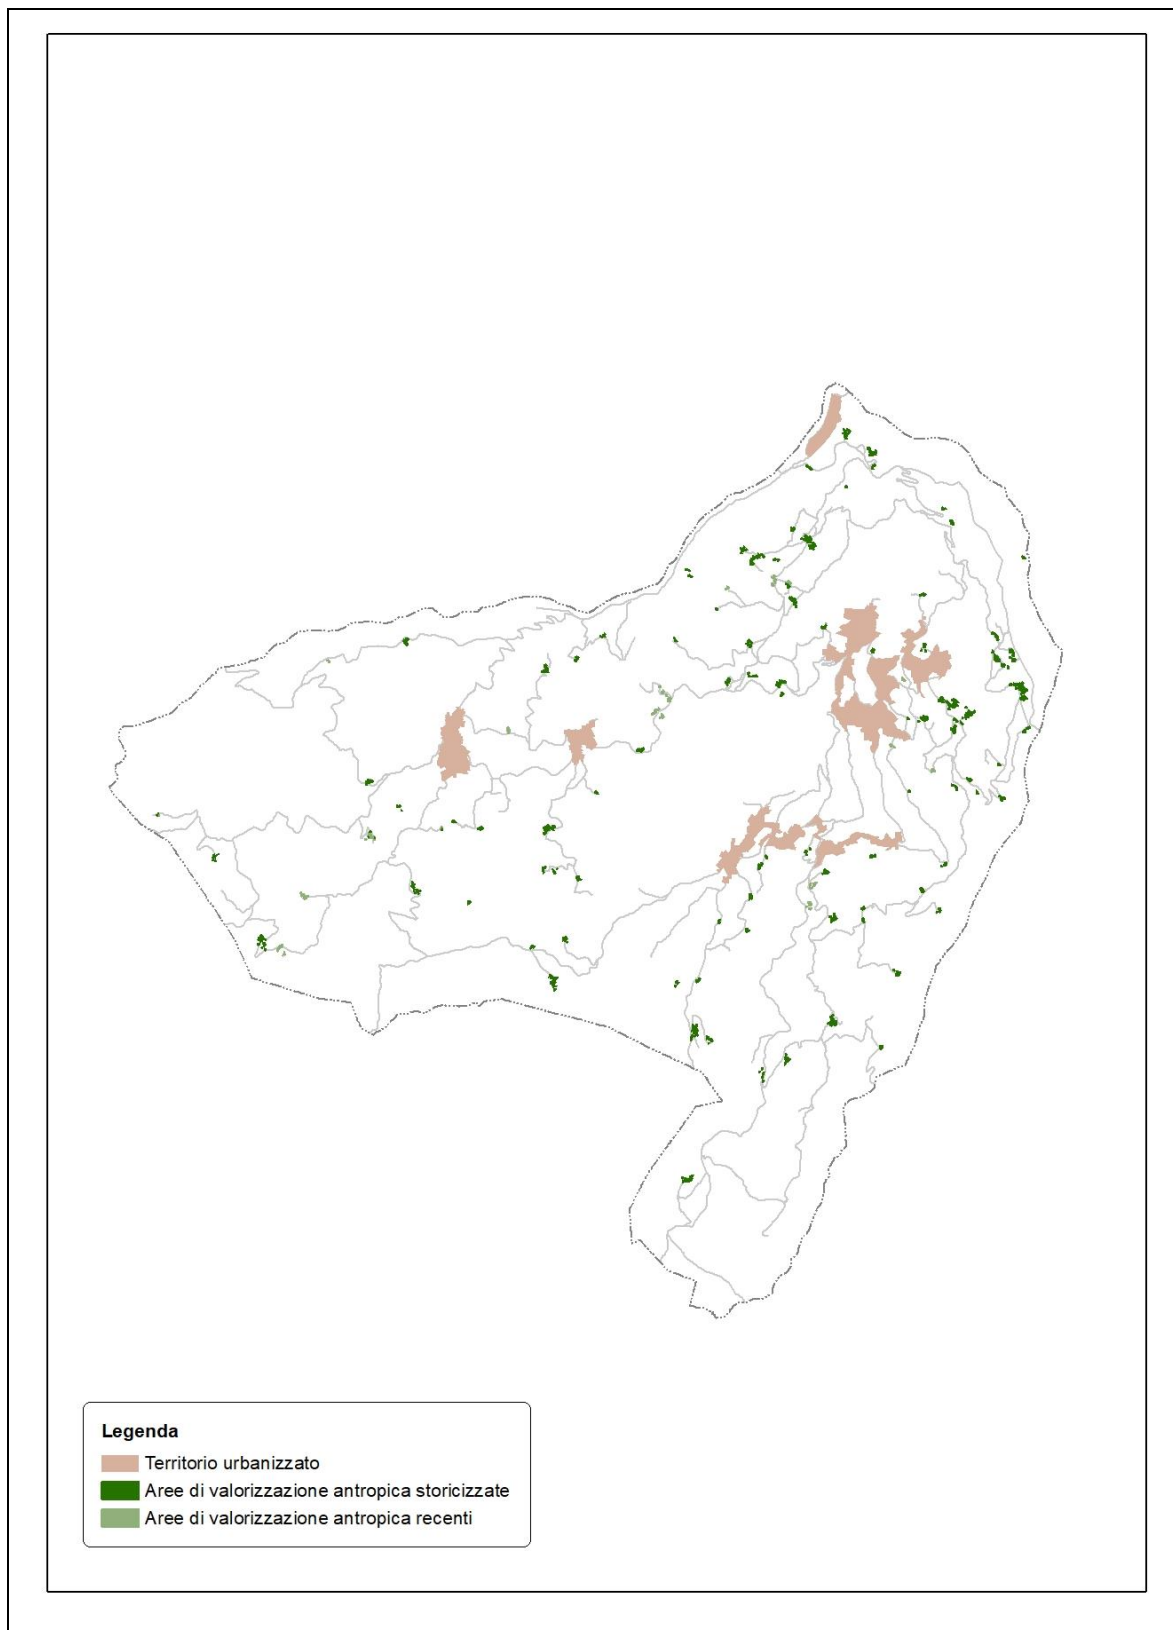 Legenda
Territorio urbanizzato
Aree di valorizzazione antropica storicizzate
Aree di valorizzazione antropica recenti